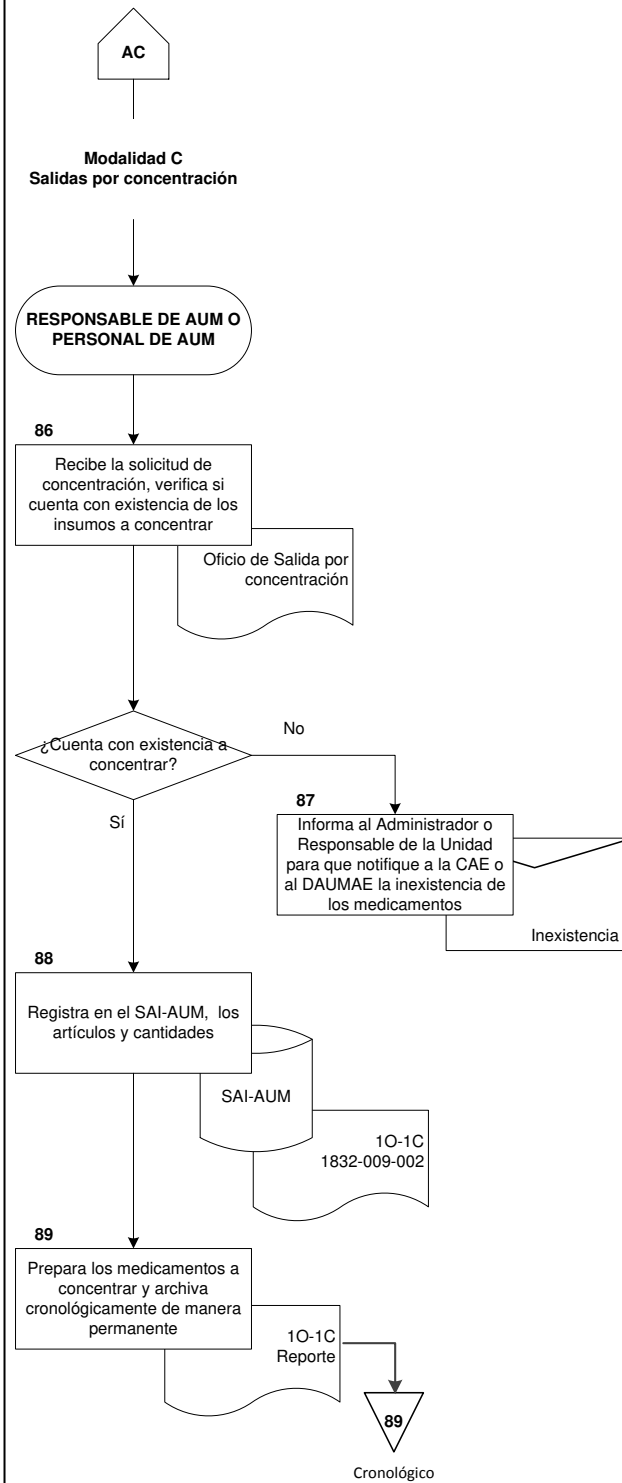 AC
Modalidad C
Salidas por concentración
RESPONSABLE DE AUM O
PERSONAL DE AUM
86
Recibe la solicitud de
concentración, verifica si
cuenta con existencia de los
insumos a concentrar
Oficio de Salida por
concentración
¿Cuenta con existencia a
concentrar?
No
Sí
87
Informa al Administrador o
Responsable de la Unidad
para que notifique a la CAE o
al DAUMAE la inexistencia de
los medicamentos
Inexistencia
88
Registra en el SAI-AUM, los
artículos y cantidades
SAI-AUM
1O-1C
1832-009-002
89
Prepara los medicamentos a
concentrar y archiva
cronológicamente de manera
permanente
1O-1C
Reporte
89
Cronológico